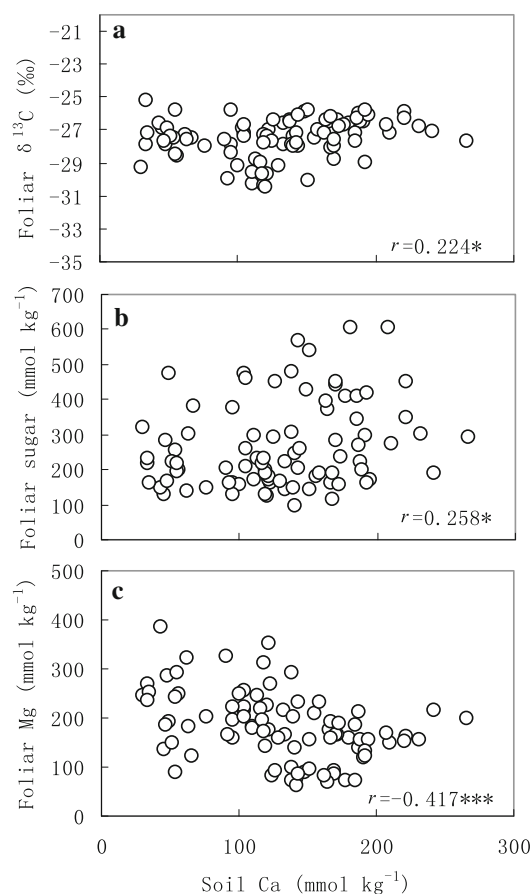 a
-21
-23
-25
-27
-29
-31
-33
-35
Foliar δ 13C (‰)
r=0.224*
b
700
600
500
400
300
200
100
0
Foliar sugar (mmol kg−1)
r=0.258*
c
500
400
300
200
100
0
Foliar Mg (mmol kg−1)
r=-0.417***
0 100 200 300
Soil Ca (mmol kg−1)